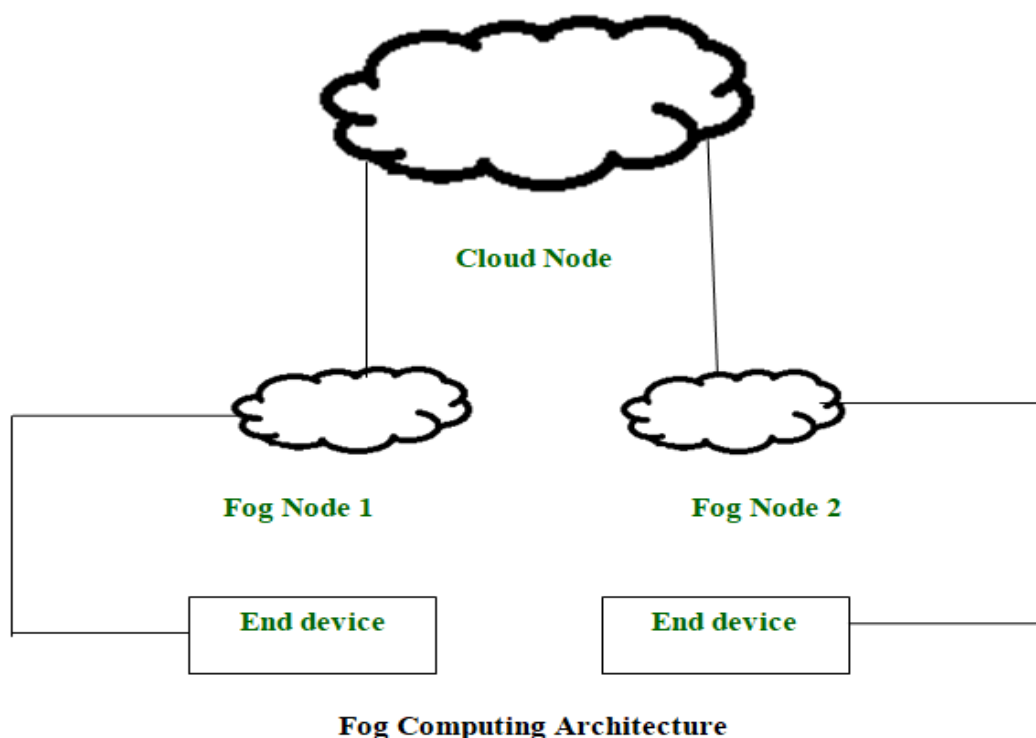 Cloud Node
Fog Node 1
Fog Node 2
End device
End device
Fog Computing Architecture